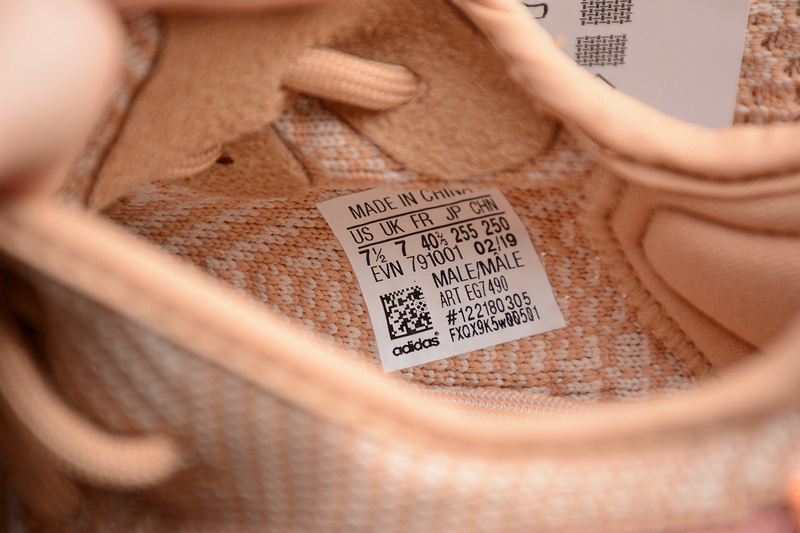 MADE IN CHINA
US UK FR JP CHN
7½ 7 40⅔ 255 250
EVN 791001 02/19
MALE/MÂLE
ART EG7490
#122180305
FXQX9K5w00501
adidas